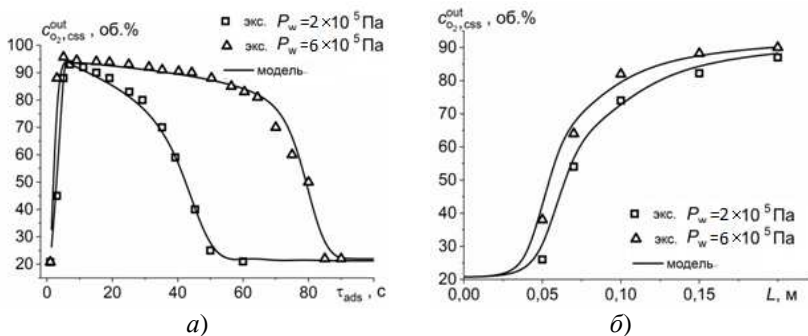 c^out_O2,css, об.%
□ экс. P_w=2×10^5 Па
△ экс. P_w=6×10^5 Па
— модель
100
90
80
70
60
50
40
30
20
0 20 40 60 80
τ_ads, с
а)
c^out_O2,css, об.%
100
90
80
70
60
50
40
30
20
□ экс. P_w=2×10^5 Па
△ экс. P_w=6×10^5 Па
— модель
0,00 0,05 0,10 0,15 L, м
б)